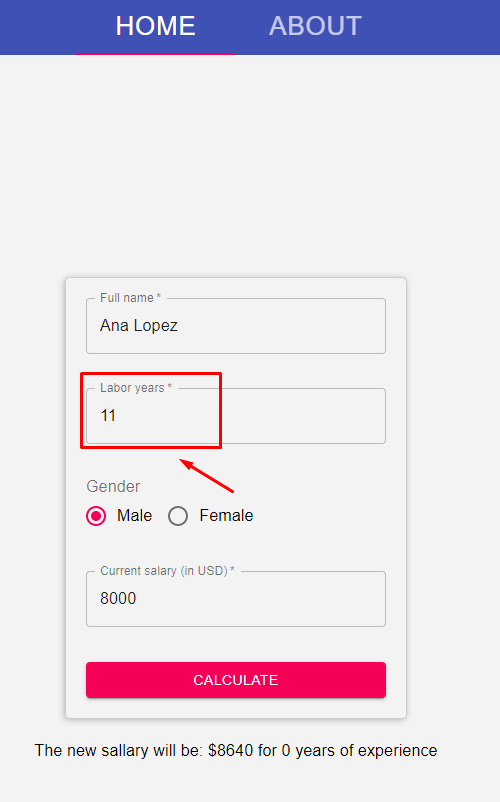 HOME ABOUT
Full name *
Ana Lopez
Labor years *
11
Gender
Male Female
Current salary (in USD) *
8000
CALCULATE
The new sallary will be: $8640 for 0 years of experience